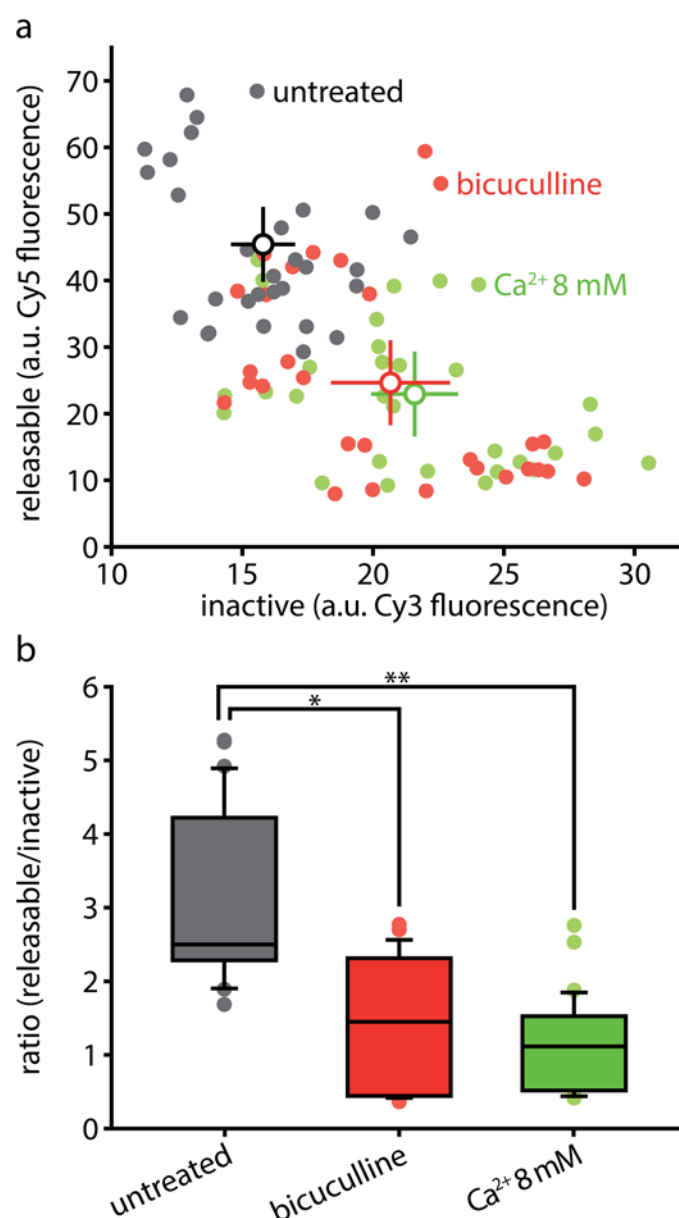 a
releasable (a.u. Cy5 fluorescence)
70
60
50
40
30
20
10
0
untreated
bicuculline
Ca²⁺ 8 mM
10
15
20
25
30
inactive (a.u. Cy3 fluorescence)
b
ratio (releasable/inactive)
6
5
4
3
2
1
0
**
*
untreated
bicuculline
Ca²⁺ 8 mM